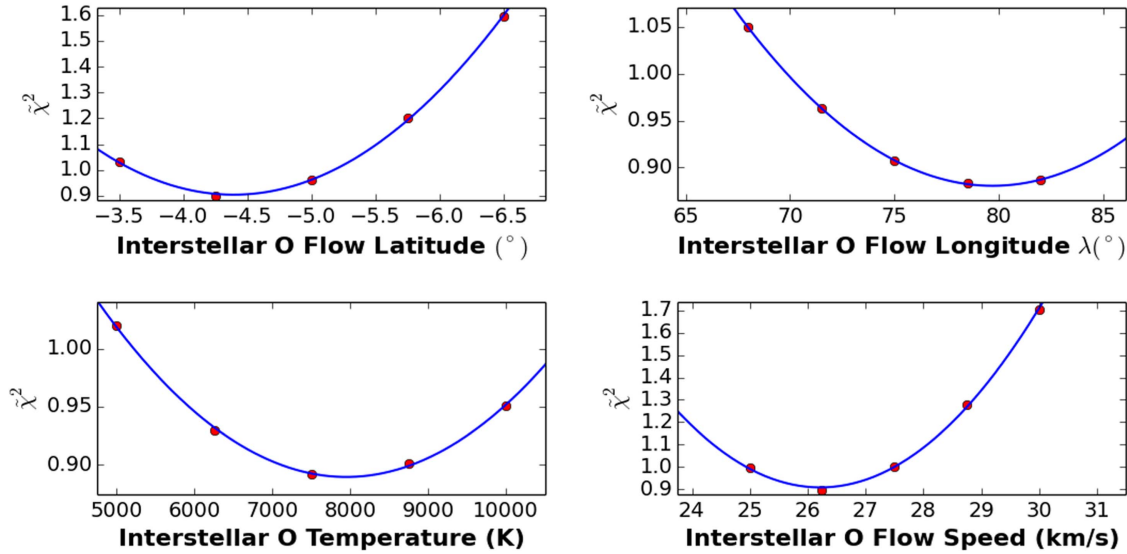 1.6
1.5
1.4
1.3
1.2
1.1
1.0
0.9
χ̃²
−3.5 −4.0 −4.5 −5.0 −5.5 −6.0 −6.5
Interstellar O Flow Latitude (°)
1.05
1.00
0.95
0.90
χ̃²
65 70 75 80 85
Interstellar O Flow Longitude λ(°)
1.00
0.95
0.90
χ̃²
5000 6000 7000 8000 9000 10000
Interstellar O Temperature (K)
1.7
1.6
1.5
1.4
1.3
1.2
1.1
1.0
0.9
χ̃²
24 25 26 27 28 29 30 31
Interstellar O Flow Speed (km/s)